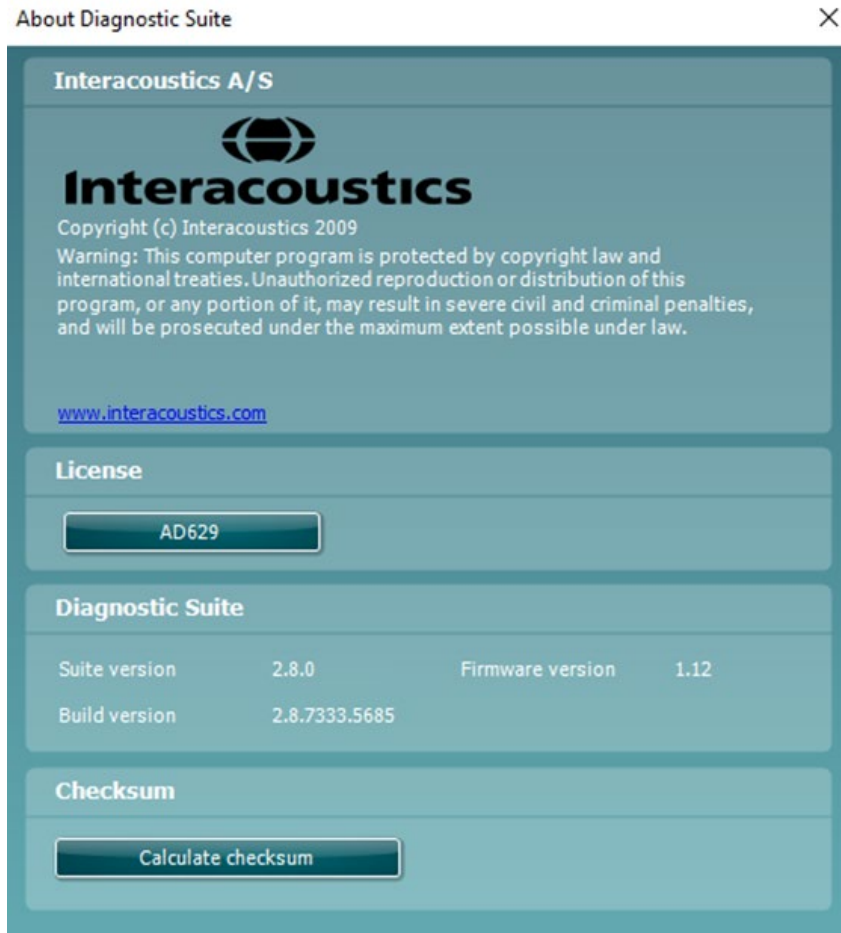 About Diagnostic Suite
Interacoustics A/S
Interacoustics
Copyright (c) Interacoustics 2009
Warning: This computer program is protected by copyright law and
international treaties. Unauthorized reproduction or distribution of this
program, or any portion of it, may result in severe civil and criminal penalties,
and will be prosecuted under the maximum extent possible under law.
www.interacoustics.com
License
AD629
Diagnostic Suite
Suite version 2.8.0 Firmware version 1.12
Build version 2.8.7333.5685
Checksum
Calculate checksum